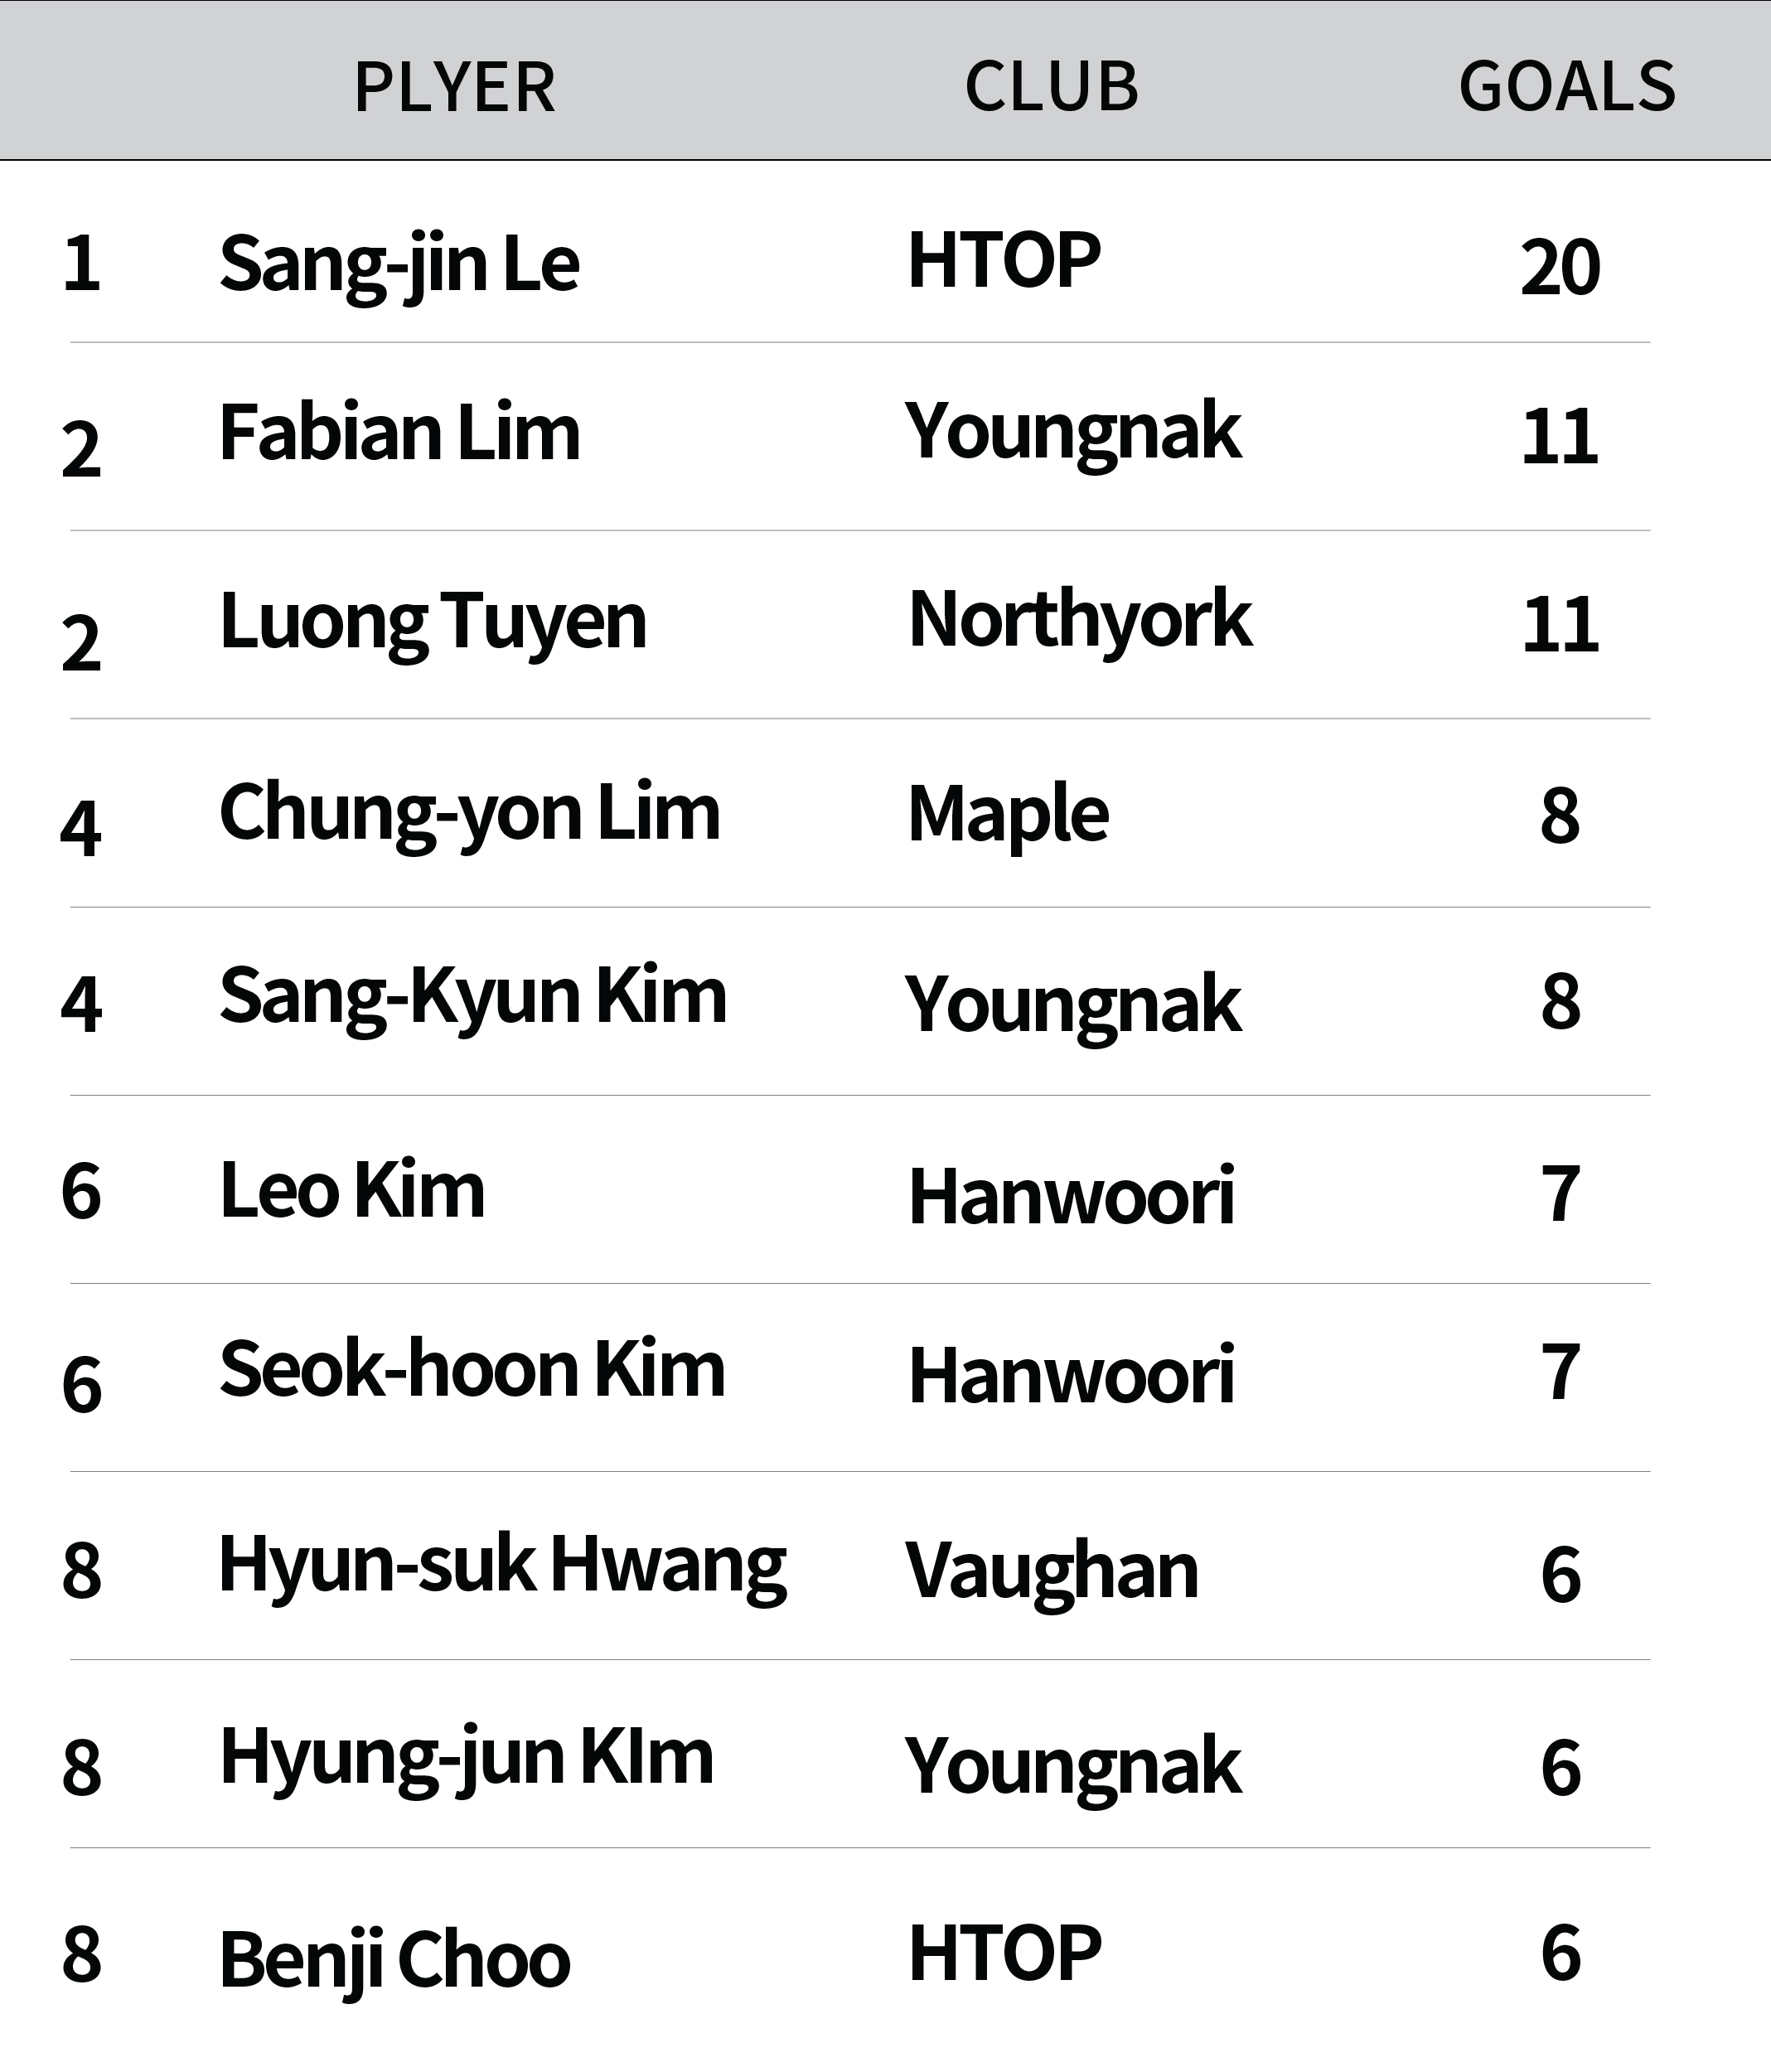 PLYER CLUB GOALS
1 Sang-jin Le HTOP 20
2 Fabian Lim Youngnak 11
2 Luong Tuyen Northyork 11
4 Chung-yon Lim Maple 8
4 Sang-Kyun Kim Youngnak 8
6 Leo Kim Hanwoori 7
6 Seok-hoon Kim Hanwoori 7
8 Hyun-suk Hwang Vaughan 6
8 Hyung-jun KIm Youngnak 6
8 Benji Choo HTOP 6